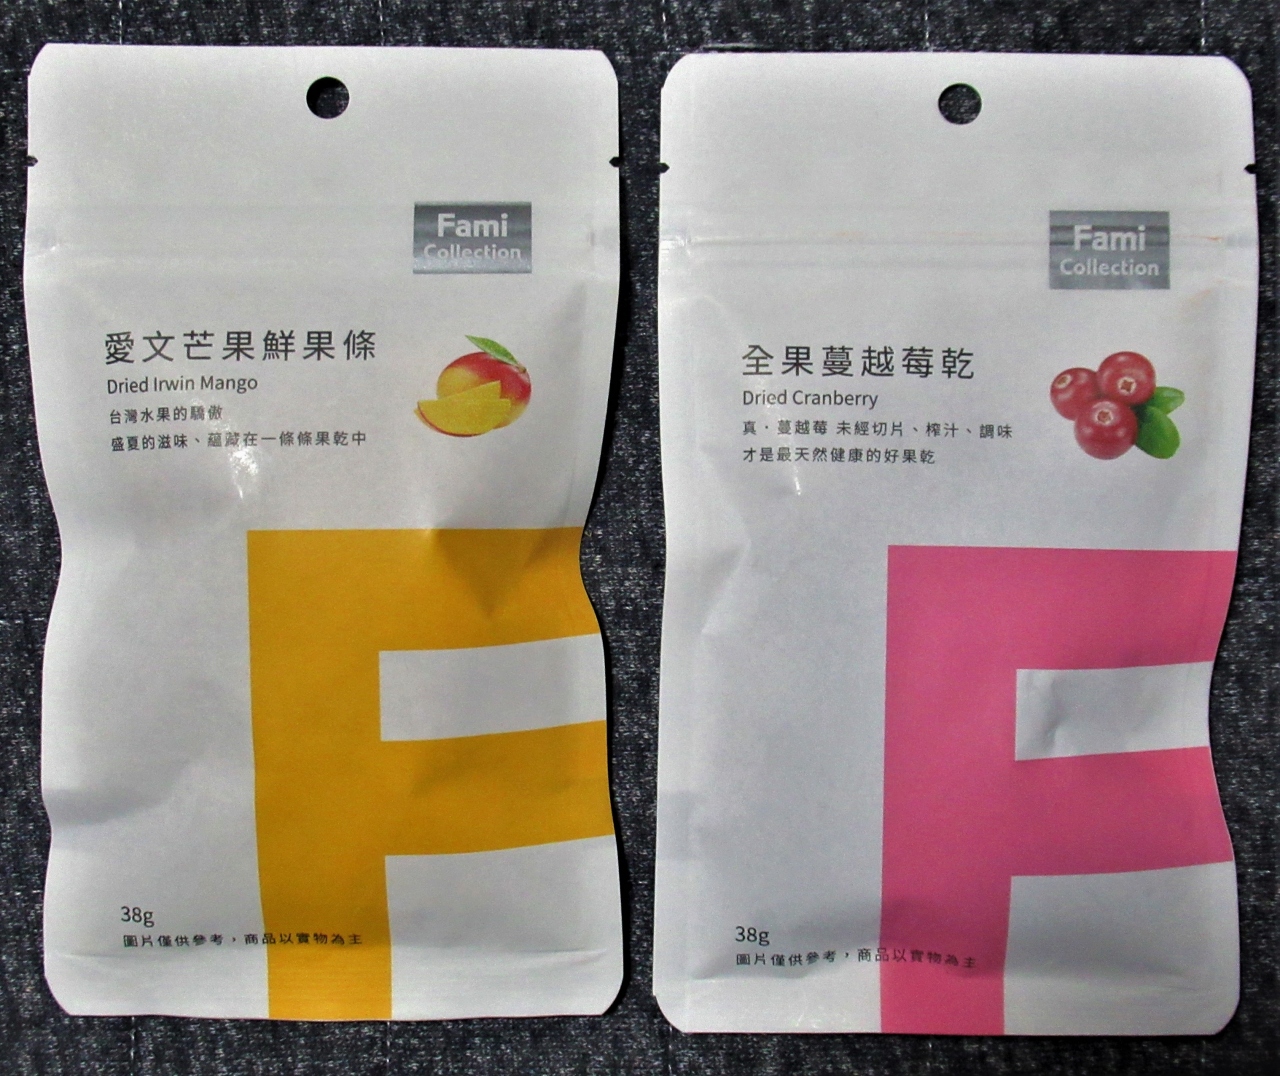 Fami
Collection
愛文芒果鮮果條
Dried Irwin Mango
台灣水果的驕傲
盛夏的滋味、蘊藏在一條條果乾中
38g
圖片僅供參考，商品以實物為主
Fami
Collection
全果蔓越莓乾
Dried Cranberry
真・蔓越莓 未經切片、榨汁、調味
才是最天然健康的好果乾
38g
圖片僅供參考，商品以實物為主